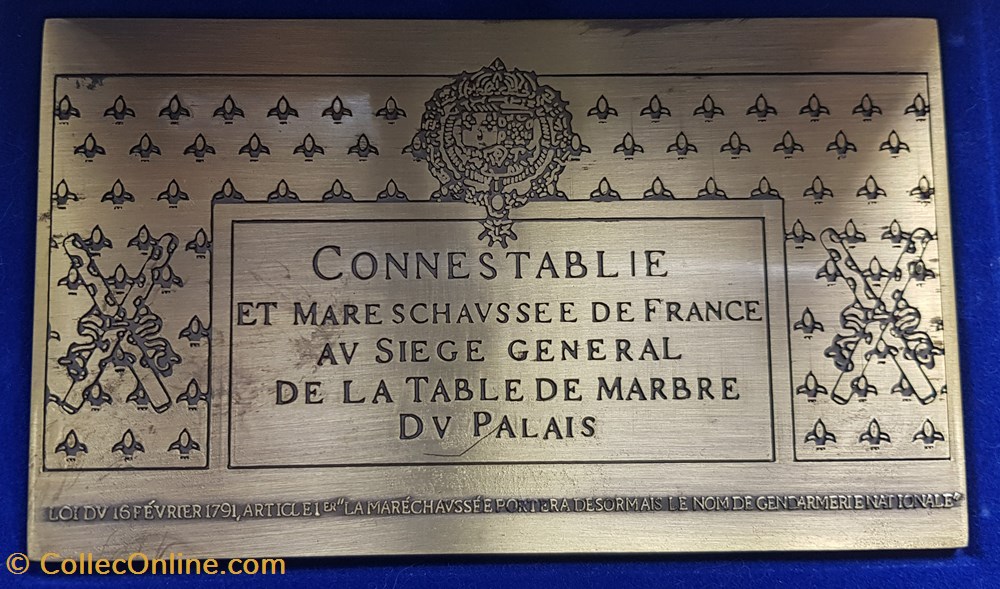 CONNESTABLIE
ET MARESCHAVSSEE DE FRANCE
AV SIEGE GENERAL
DE LA TABLE DE MARBRE
DV PALAIS
LOI DV 16 FÉVRIER 1791, ARTICLE 1ER "LA MARÉCHAVSSÉE PORTERA DESORMAIS LE NOM DE GENDARMERIE NATIONALE"
© CollecOnline.com